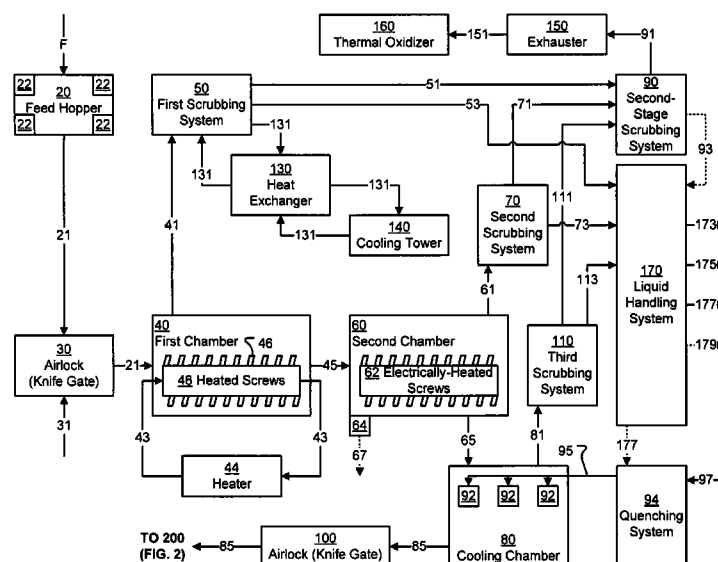 F
160
Thermal Oxidizer
151
150
Exhauster
91
22 22
20
Feed Hopper
22 22
50
First Scrubbing
System
51
53
71
90
Second-
Stage
Scrubbing
System
93
131
131
130
Heat
Exchanger
131
131
140
Cooling Tower
41
21
70
Second
Scrubbing
System
73
111
113
61
170
Liquid
Handling
System
173
175
177
179
30
Airlock
(Knife Gate)
21
31
40
First Chamber
46
48 Heated Screws
43
43
44
Heater
45
60
Second Chamber
62 Electrically-Heated
Screws
64
67
65
110
Third
Scrubbing
System
81
95
177
92 92 92
80
Cooling Chamber
94
Quenching
System
97
TO 200
(FIG. 2)
85
100
Airlock (Knife Gate)
85